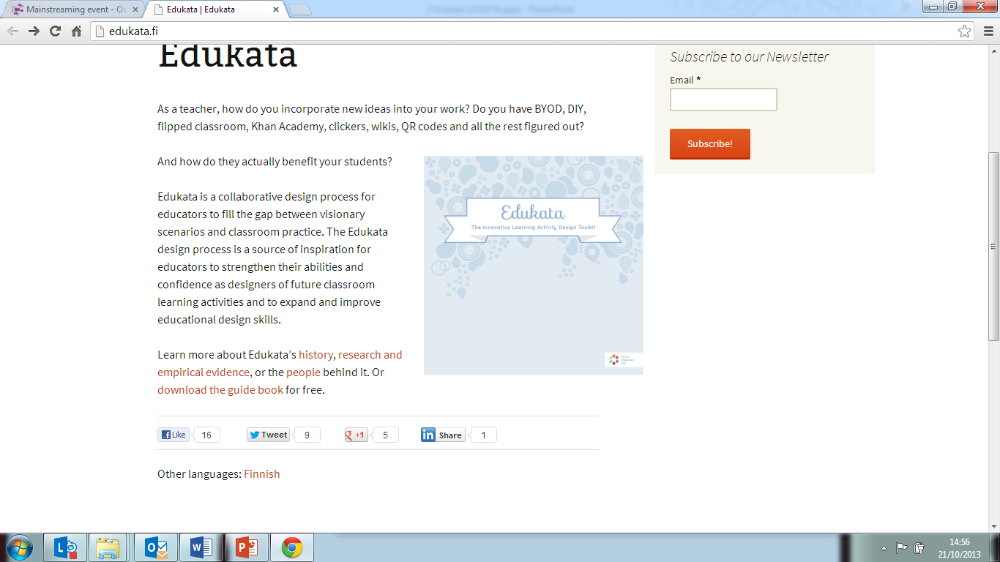 Mainstreaming event - Oc
Edukata | Edukata
edukata.fi
Edukata
As a teacher, how do you incorporate new ideas into your work? Do you have BYOD, DIY,
flipped classroom, Khan Academy, clickers, wikis, QR codes and all the rest figured out?
And how do they actually benefit your students?
Edukata is a collaborative design process for
educators to fill the gap between visionary
scenarios and classroom practice. The Edukata
design process is a source of inspiration for
educators to strengthen their abilities and
confidence as designers of future classroom
learning activities and to expand and improve
educational design skills.
Learn more about Edukata’s history, research and
empirical evidence, or the people behind it. Or
download the guide book for free.
Edukata
The Innovative Learning Activity Design Toolkit
Future
Classroom
Lab
Like 16 Tweet 9 +1 5 Share 1
Other languages: Finnish
Subscribe to our Newsletter
Email *
Subscribe!
14:56
21/10/2013